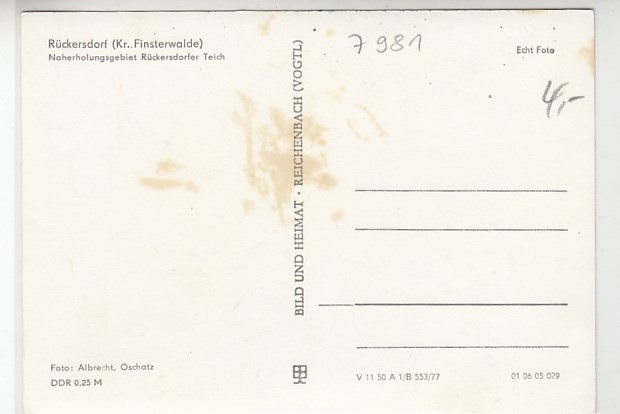 Rückersdorf (Kr. Finsterwalde)
Naherholungsgebiet Rückersdorfer Teich
7981
Echt Foto
4,-
BILD UND HEIMAT · REICHENBACH (VOGTL)
Foto: Albrecht, Oschatz
DDR 0,25 M
V 11 50 A 1/B 553/77
01 06 05 029